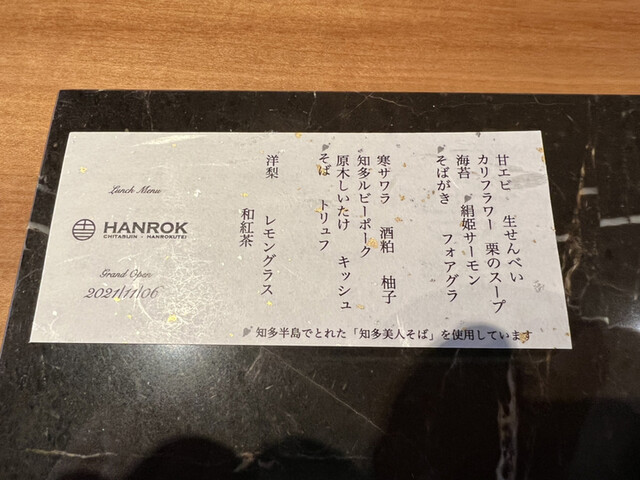 甘エビ　生せんべい
カリフラワー　栗のスープ
海苔　絹姫サーモン
そばがき　フォアグラ
寒サワラ　酒粕　柚子
知多ルビーポーク
原木しいたけ　キッシュ
そば　トリュフ
洋梨　レモングラス
和紅茶
Lunch Menu
HANROK
CHITABIJIN × HANROKUTEI
Grand Open
2021/11/06
知多半島でとれた「知多美人そば」を使用しています